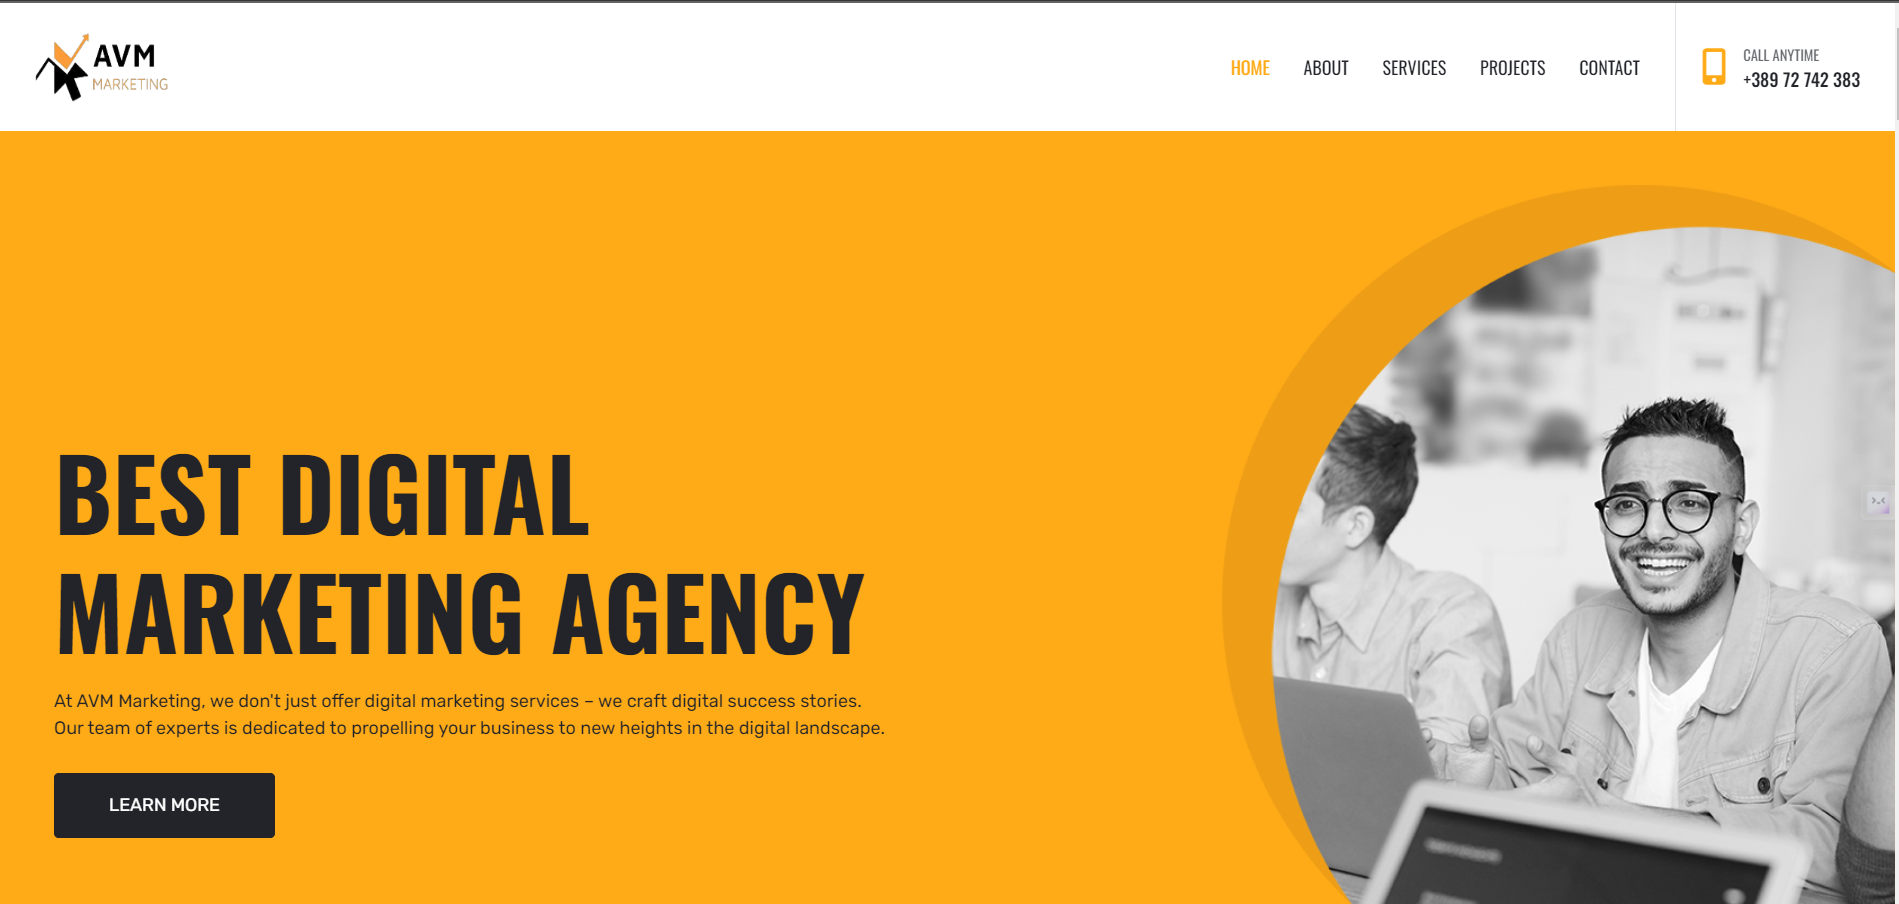 AVM
MARKETING
HOME
ABOUT
SERVICES
PROJECTS
CONTACT
CALL ANYTIME
+389 72 742 383
BEST DIGITAL
MARKETING AGENCY
At AVM Marketing, we don't just offer digital marketing services – we craft digital success stories.
Our team of experts is dedicated to propelling your business to new heights in the digital landscape.
LEARN MORE